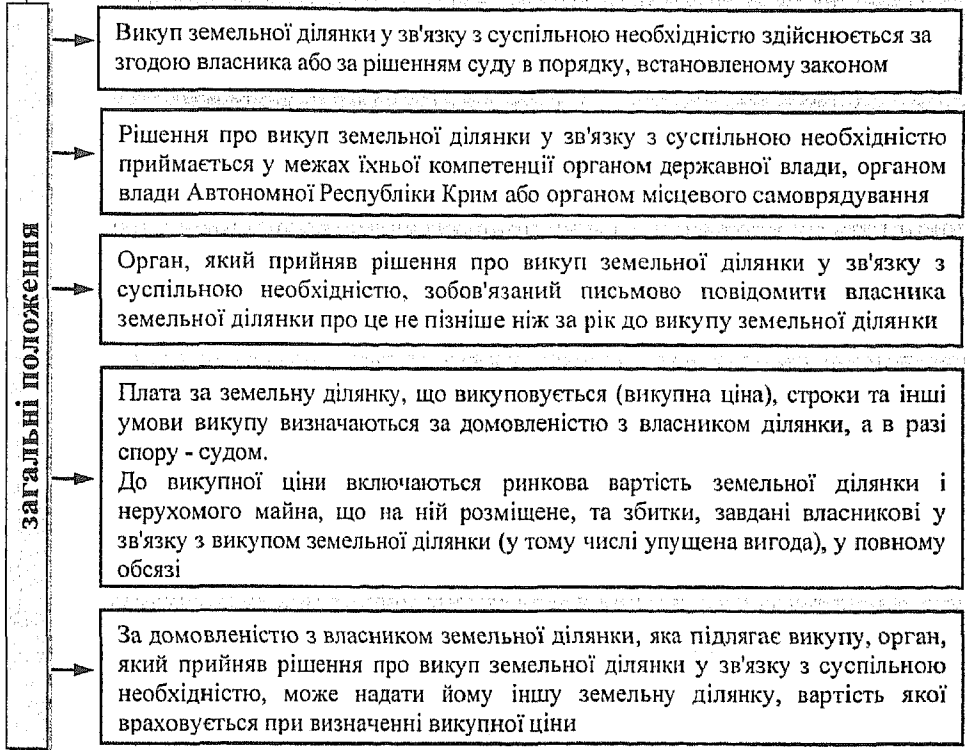 загальні положення
Викуп земельної ділянки у зв'язку з суспільною необхідністю здійснюється за
згодою власника або за рішенням суду в порядку, встановленому законом
Рішення про викуп земельної ділянки у зв'язку з суспільною необхідністю
приймається у межах їхньої компетенції органом державної влади, органом
влади Автономної Республіки Крим або органом місцевого самоврядування
Орган, який прийняв рішення про викуп земельної ділянки у зв'язку з
суспільною необхідністю, зобов'язаний письмово повідомити власника
земельної ділянки про це не пізніше ніж за рік до викупу земельної ділянки
Плата за земельну ділянку, що викуповується (викупна ціна), строки та інші
умови викупу визначаються за домовленістю з власником ділянки, а в разі
спору - судом.
До викупної ціни включаються ринкова вартість земельної ділянки і
нерухомого майна, що на ній розміщене, та збитки, завдані власникові у
зв'язку з викупом земельної ділянки (у тому числі упущена вигода), у повному
обсязі
За домовленістю з власником земельної ділянки, яка підлягає викупу, орган,
який прийняв рішення про викуп земельної ділянки у зв'язку з суспільною
необхідністю, може надати йому іншу земельну ділянку, вартість якої
враховується при визначенні викупної ціни